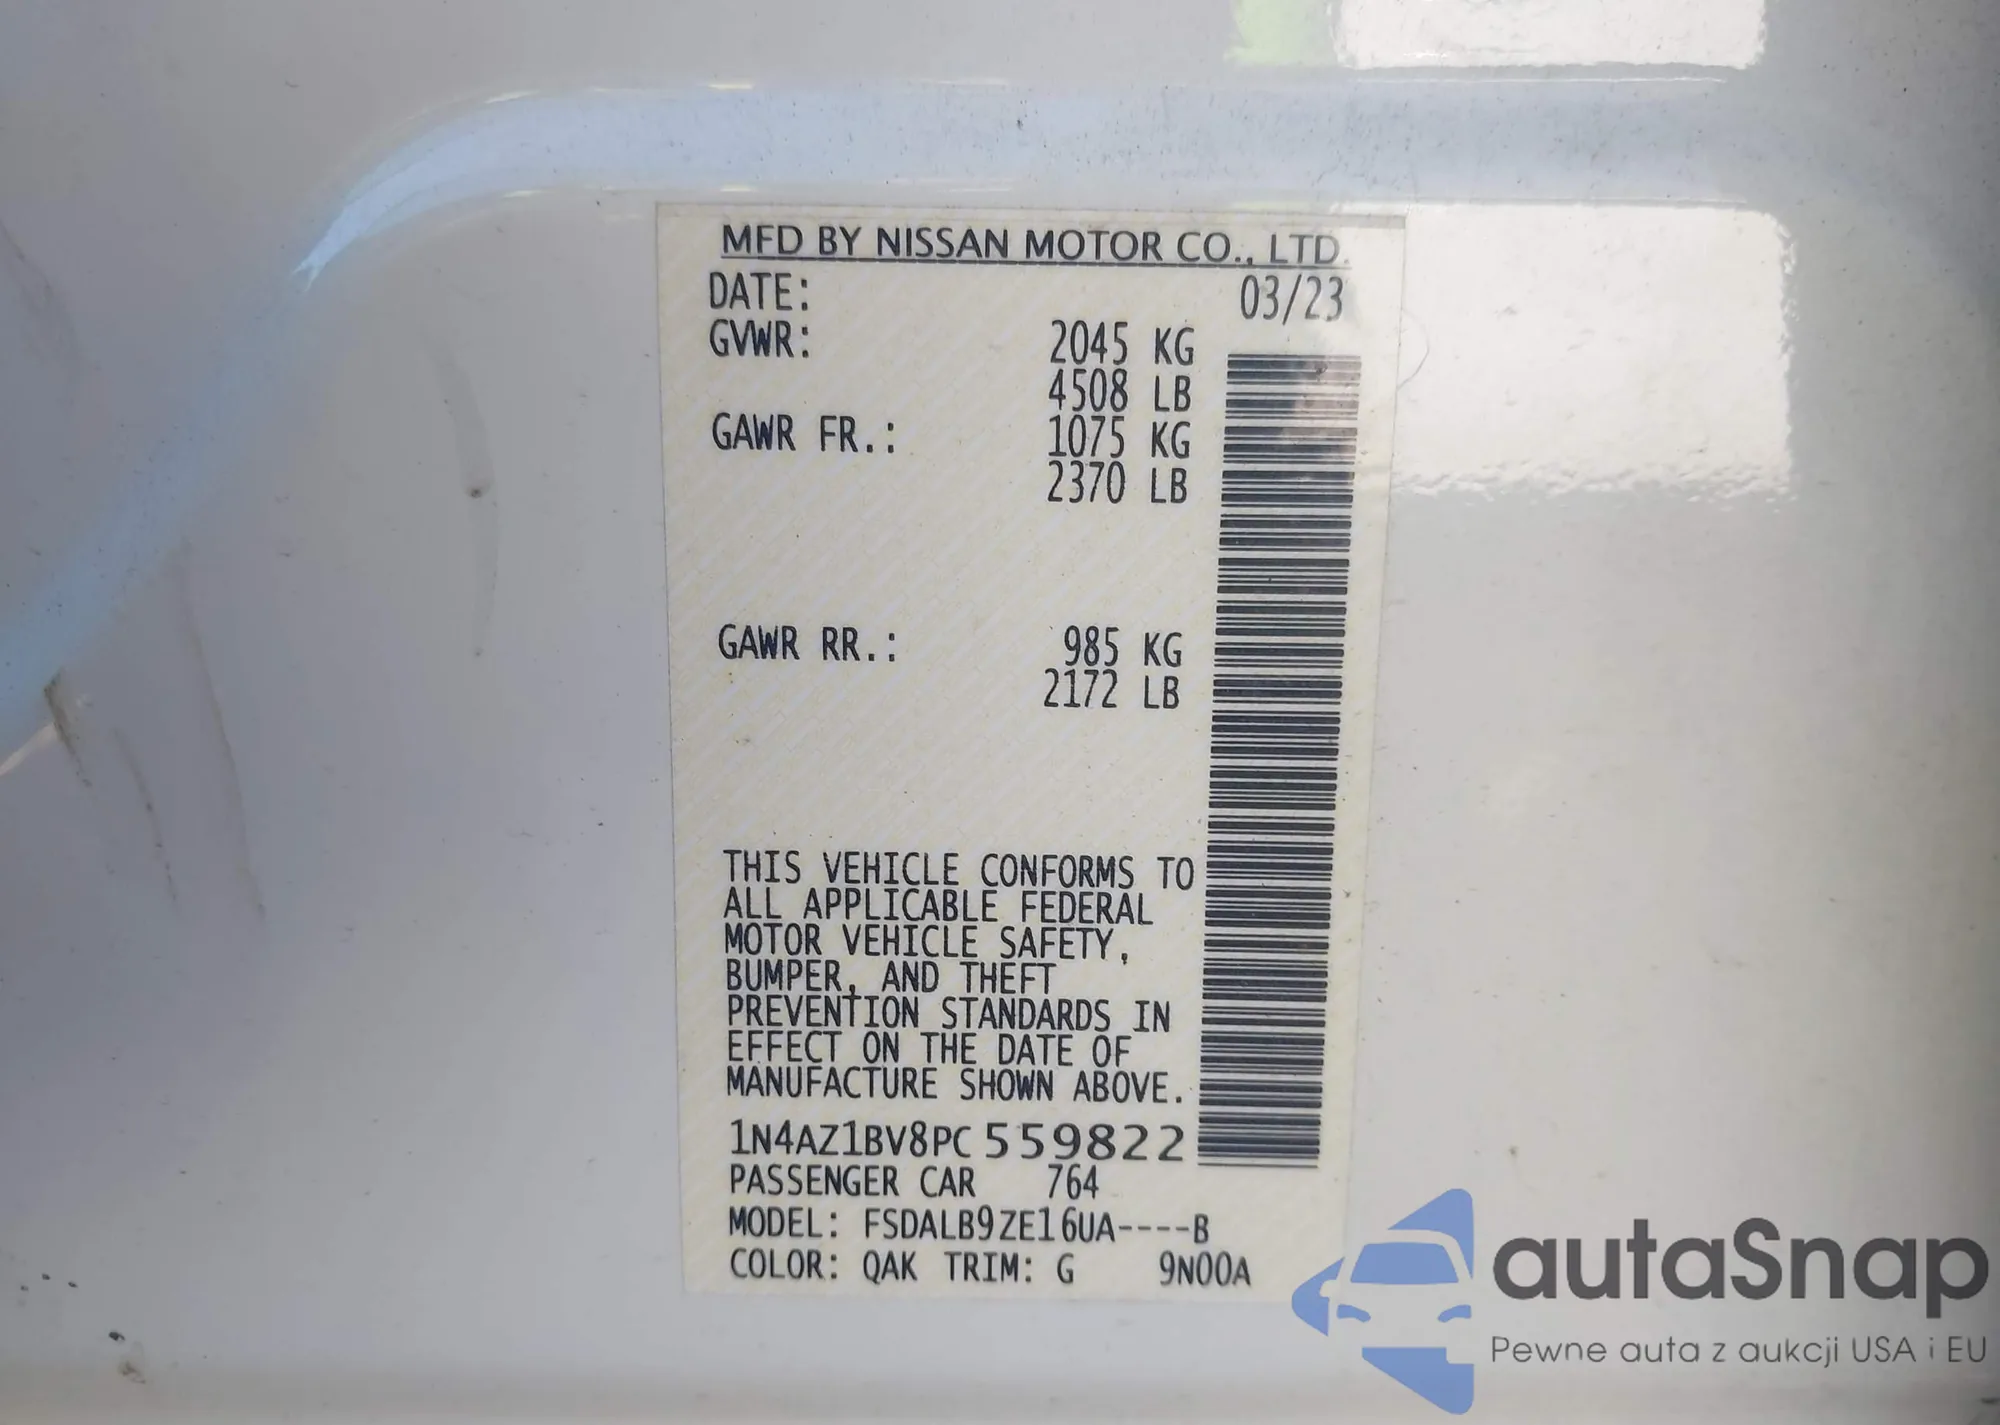 MFD BY NISSAN MOTOR CO., LTD.
DATE: 03/23
GVWR: 2045 KG
4508 LB
GAWR FR.: 1075 KG
2370 LB
GAWR RR.: 985 KG
2172 LB
THIS VEHICLE CONFORMS TO
ALL APPLICABLE FEDERAL
MOTOR VEHICLE SAFETY,
BUMPER, AND THEFT
PREVENTION STANDARDS IN
EFFECT ON THE DATE OF
MANUFACTURE SHOWN ABOVE.
1N4AZ1BV8PC559822
PASSENGER CAR 764
MODEL: FSDALB9ZE16UA----B
COLOR: QAK TRIM: G 9N00A
autaSnap
Pewne auta z aukcji USA i EU